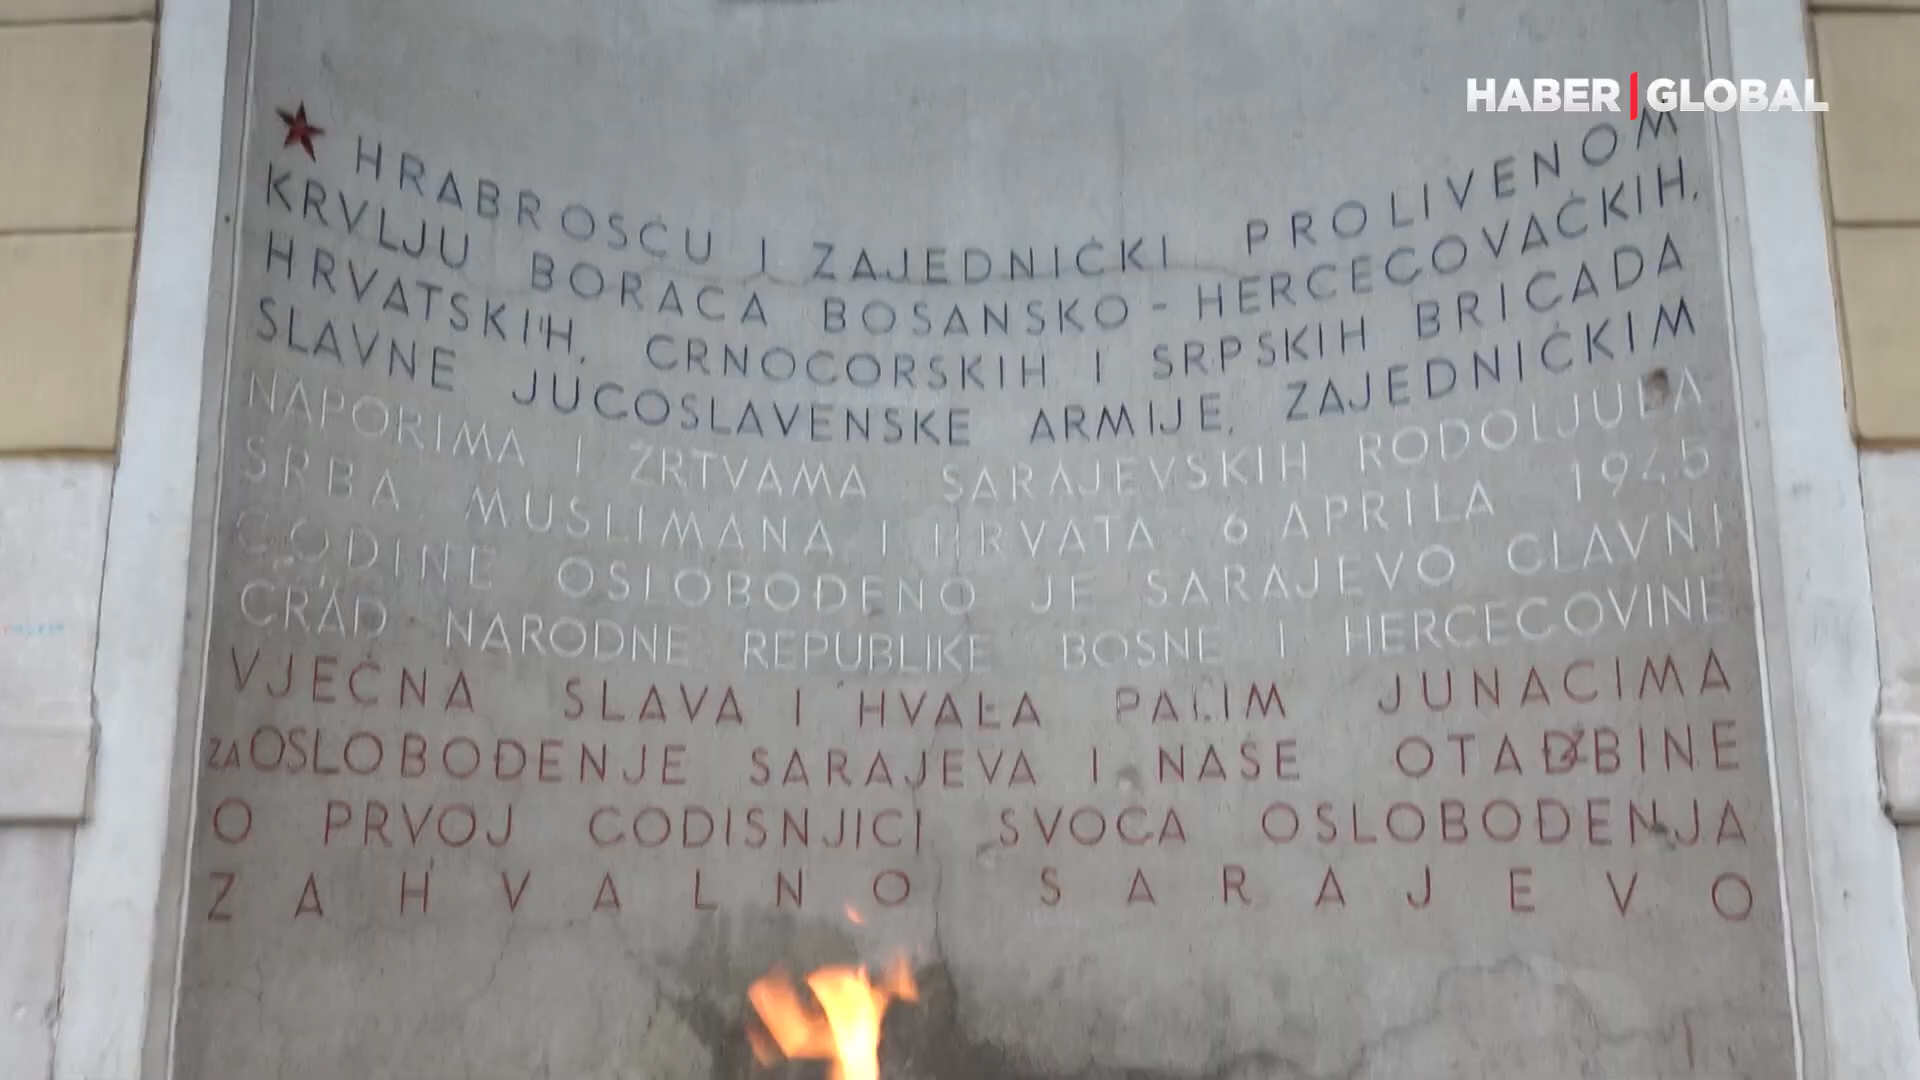 HABER|GLOBAL
★ HRABROŠĆU I ZAJEDNIČKI PROLIVENOM
KRVLJU BORACA BOSANSKO-HERCEGOVAČKIH,
HRVATSKIH, CRNOGORSKIH I SRPSKIH BRIGADA
SLAVNE JUGOSLAVENSKE ARMIJE, ZAJEDNIČKIM
NAPORIMA I ŽRTVAMA SARAJEVSKIH RODOLJUBA
SRBA, MUSLIMANA I HRVATA 6 APRILA 1945
GODINE OSLOBOĐENO JE SARAJEVO GLAVNI
GRAD NARODNE REPUBLIKE BOSNE I HERCEGOVINE
VJEČNA SLAVA I HVALA PALIM JUNACIMA
ZA OSLOBOĐENJE SARAJEVA I NAŠE OTADŽBINE
O PRVOJ GODIŠNJICI SVOGA OSLOBOĐENJA
ZAHVALNO SARAJEVO